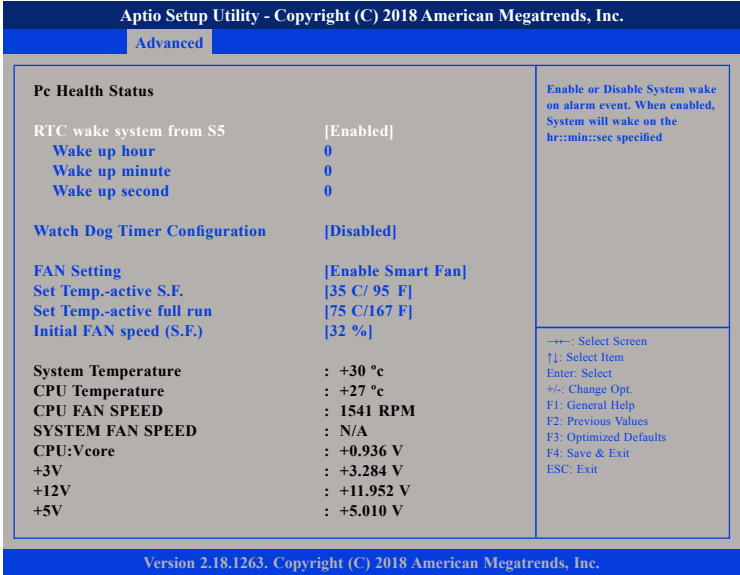 Aptio Setup Utility - Copyright (C) 2018 American Megatrends, Inc.
Advanced
Pc Health Status
RTC wake system from S5 [Enabled]
Wake up hour 0
Wake up minute 0
Wake up second 0
Watch Dog Timer Configuration [Disabled]
FAN Setting [Enable Smart Fan]
Set Temp.-active S.F. [35 C/ 95 F]
Set Temp.-active full run [75 C/167 F]
Initial FAN speed (S.F.) [32 %]
System Temperature : +30 ºc
CPU Temperature : +27 ºc
CPU FAN SPEED : 1541 RPM
SYSTEM FAN SPEED : N/A
CPU:Vcore : +0.936 V
+3V : +3.284 V
+12V : +11.952 V
+5V : +5.010 V
Enable or Disable System wake
on alarm event. When enabled,
System will wake on the
hr::min::sec specified
→←: Select Screen
↑↓: Select Item
Enter: Select
+/-: Change Opt.
F1: General Help
F2: Previous Values
F3: Optimized Defaults
F4: Save & Exit
ESC: Exit
Version 2.18.1263. Copyright (C) 2018 American Megatrends, Inc.